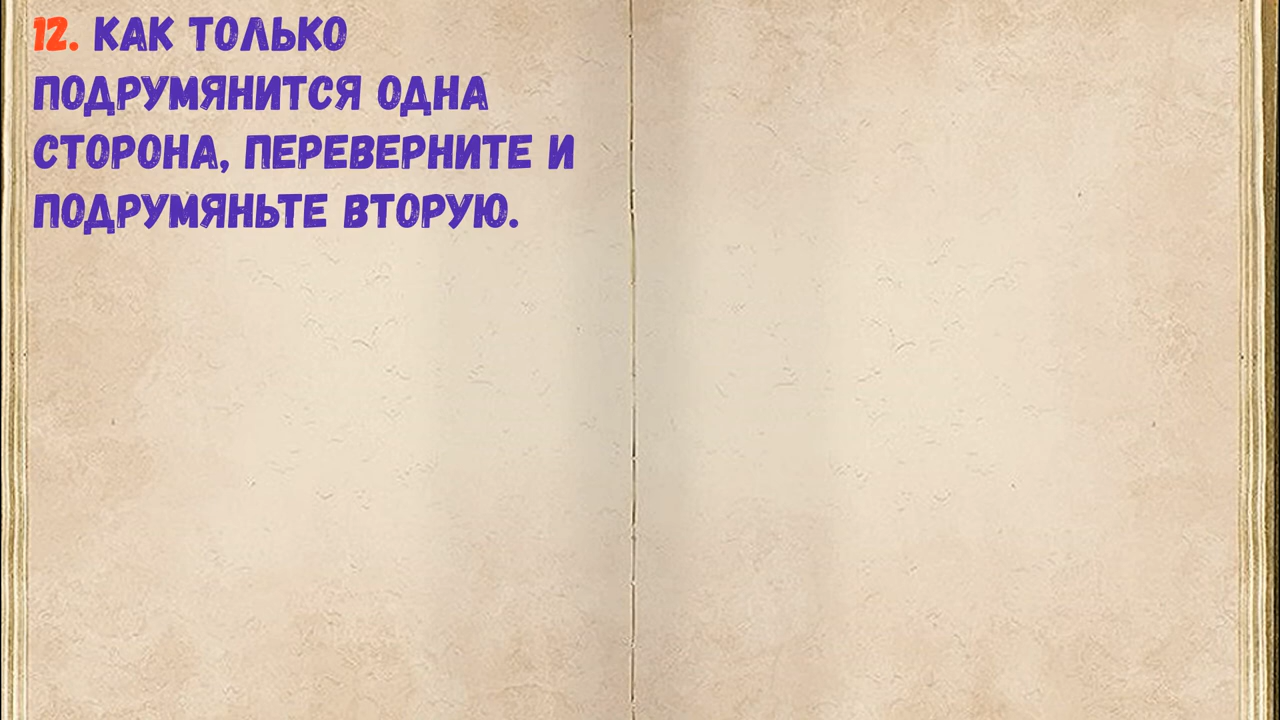 12. КАК ТОЛЬКО
ПОДРУМЯНИТСЯ ОДНА
СТОРОНА, ПЕРЕВЕРНИТЕ И
ПОДРУМЯНЬТЕ ВТОРУЮ.